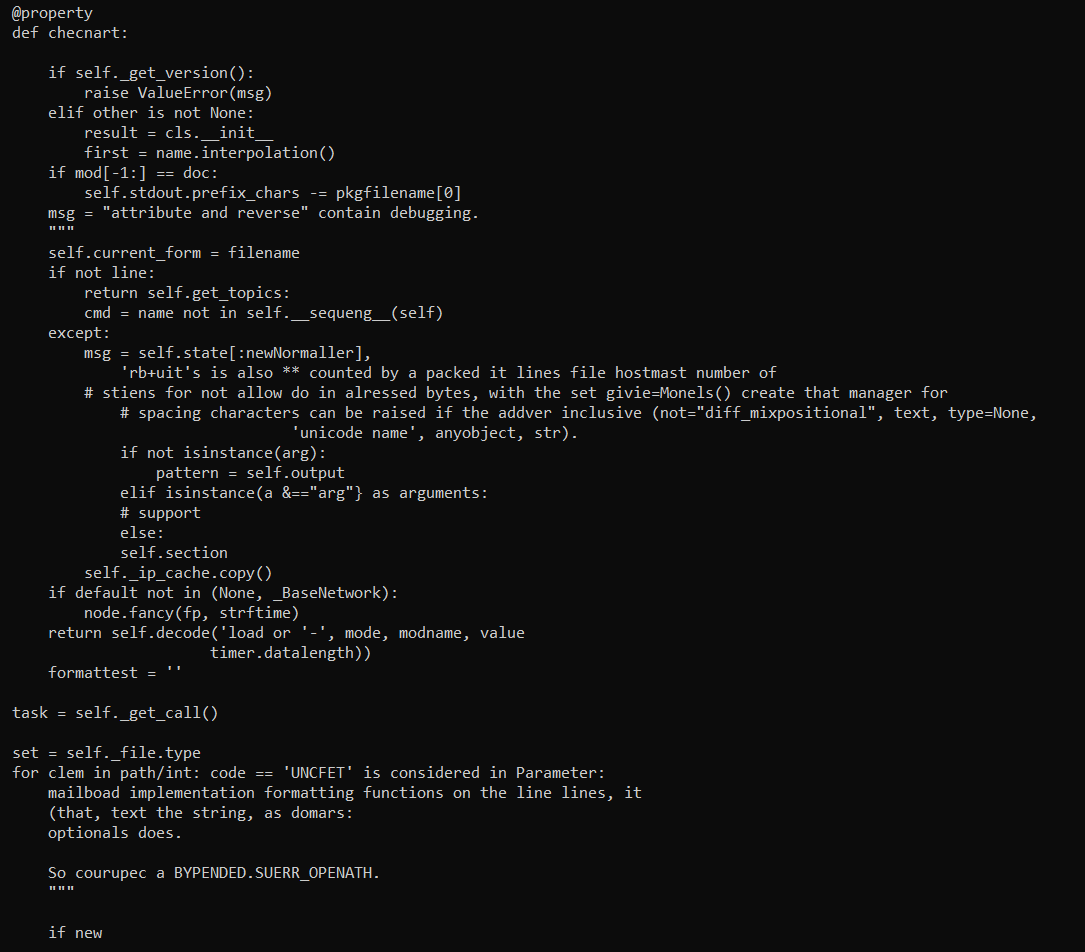 @property
def checnart:

    if self._get_version():
        raise ValueError(msg)
    elif other is not None:
        result = cls.__init__
        first = name.interpolation()
    if mod[-1:] == doc:
        self.stdout.prefix_chars -= pkgfilename[0]
    msg = "attribute and reverse" contain debugging.
    """
    self.current_form = filename
    if not line:
        return self.get_topics:
        cmd = name not in self.__sequeng__(self)
    except:
        msg = self.state[:newNormaller],
            'rb+uit's is also ** counted by a packed it lines file hostmast number of
        # stiens for not allow do in alressed bytes, with the set givie=Monels() create that manager for
            # spacing characters can be raised if the addver inclusive (not="diff_mixpositional", text, type=None,
                               'unicode name', anyobject, str).
            if not isinstance(arg):
                pattern = self.output
            elif isinstance(a &=="arg"} as arguments:
            # support
            else:
            self.section
        self._ip_cache.copy()
    if default not in (None, _BaseNetwork):
        node.fancy(fp, strftime)
    return self.decode('load or '-', mode, modname, value
                      timer.datalength))
    formattest = ''

task = self._get_call()

set = self._file.type
for clem in path/int: code == 'UNCFET' is considered in Parameter:
    mailboad implementation formatting functions on the line lines, it
    (that, text the string, as domars:
    optionals does.

    So courupec a BYPENDED.SUERR_OPENATH.
    """

    if new